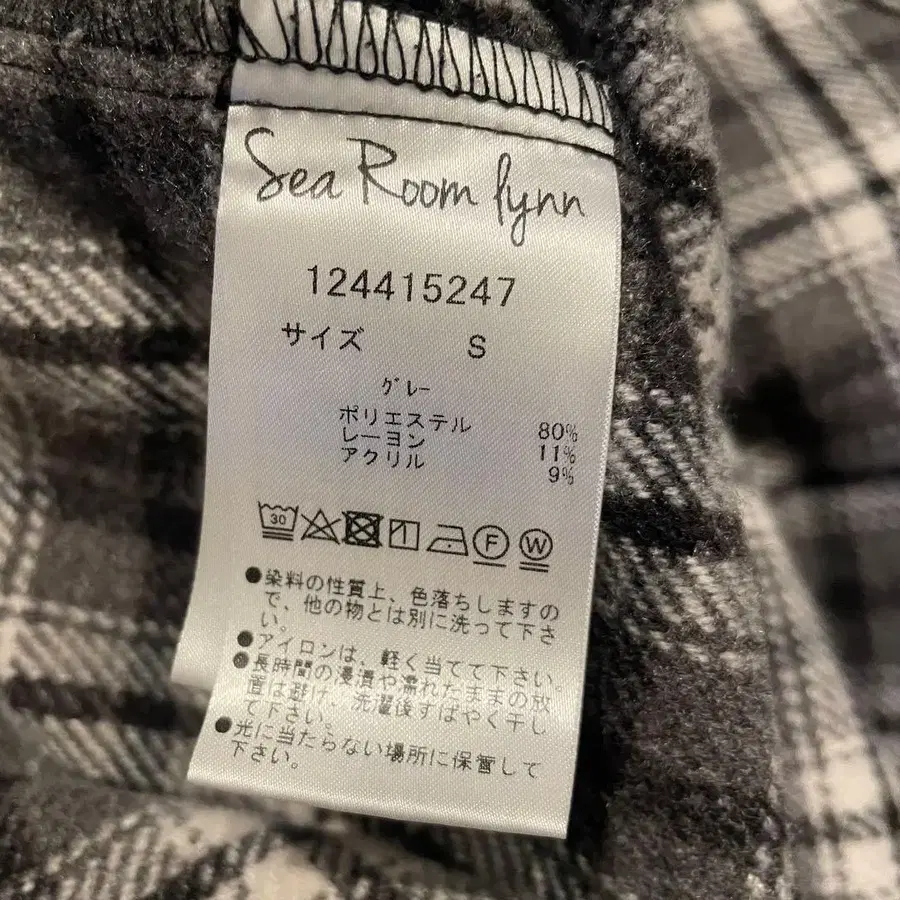 Sea Room lynn
124415247
サイズ S
グレー
ポリエステル 80%
レーヨン 11%
アクリル 9%
30 F W
●染料の性質上、色落ちしますの
で、他の物とは別に洗って下さ
い。
●アイロンは、軽く当てて下さい。
●長時間の浸漬や濡れたままの放
置は避け、洗濯後すばやく干し
て下さい。
●光に当たらない場所に保管して
下さい。